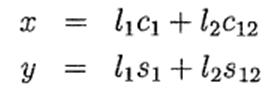 x = l₁c₁ + l₂c₁₂
y = l₁s₁ + l₂s₁₂